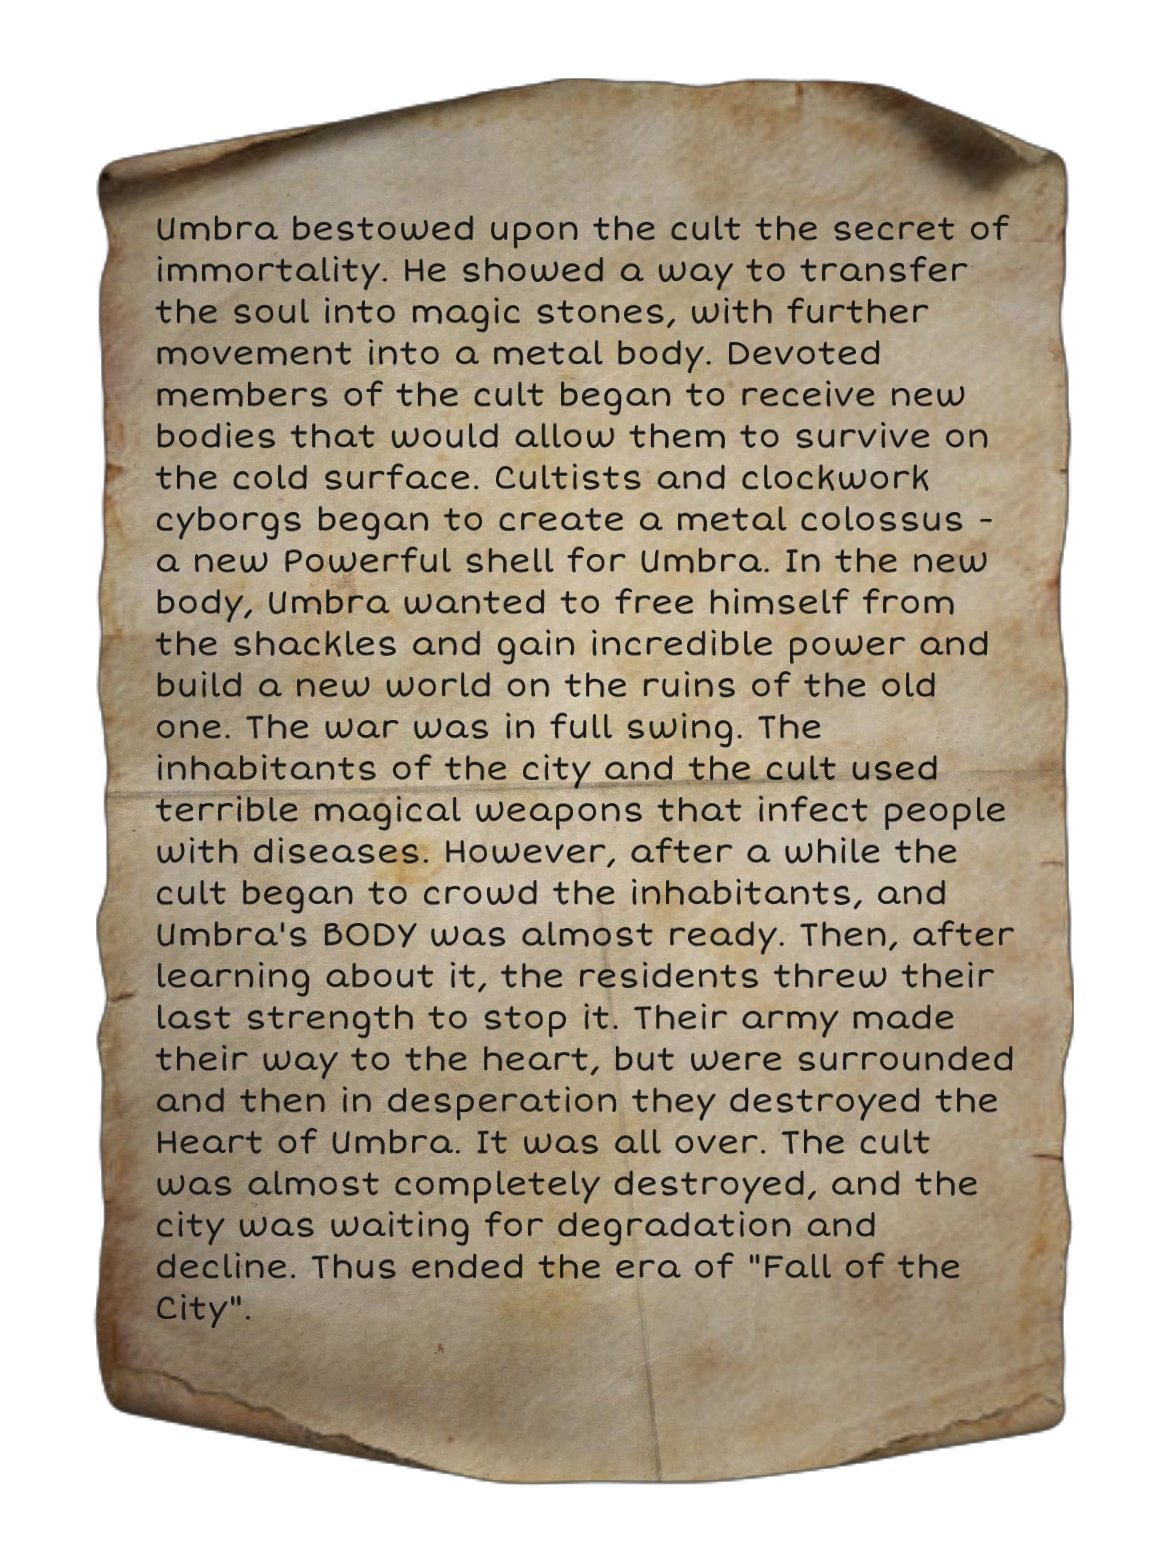 Umbra bestowed upon the cult the secret of
immortality. He showed a way to transfer
the soul into magic stones, with further
movement into a metal body. Devoted
members of the cult began to receive new
bodies that would allow them to survive on
the cold surface. Cultists and clockwork
cyborgs began to create a metal colossus -
a new Powerful shell for Umbra. In the new
body, Umbra wanted to free himself from
the shackles and gain incredible power and
build a new world on the ruins of the old
one. The war was in full swing. The
inhabitants of the city and the cult used
terrible magical weapons that infect people
with diseases. However, after a while the
cult began to crowd the inhabitants, and
Umbra's BODY was almost ready. Then, after
learning about it, the residents threw their
last strength to stop it. Their army made
their way to the heart, but were surrounded
and then in desperation they destroyed the
Heart of Umbra. It was all over. The cult
was almost completely destroyed, and the
city was waiting for degradation and
decline. Thus ended the era of "Fall of the
City".